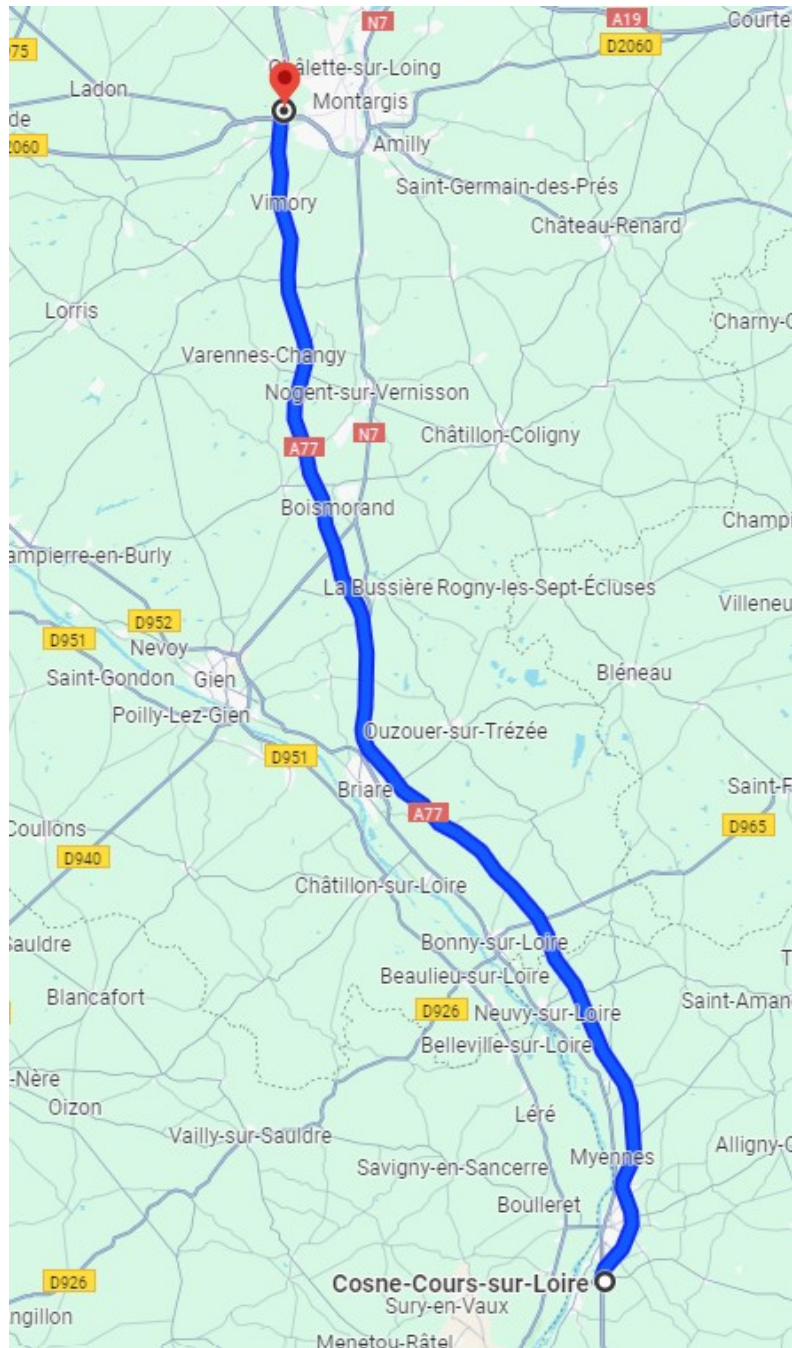 N7
A19
Courte
D2060
75
Châlette-sur-Loing
Ladon
Montargis
de
2060
Amilly
Saint-Germain-des-Prés
Vimory
Château-Renard
Lorris
Charny-O
Varennes-Changy
Nogent-sur-Vernisson
N7
Châtillon-Coligny
A77
Boismorand
Champi
ampierre-en-Burly
La Bussière Rogny-les-Sept-Écluses
Villeneu
D952
D951
Nevoy
Saint-Gondon
Gien
Bléneau
Poilly-Lez-Gien
Ouzouer-sur-Trézée
D951
Briare
Saint-F
A77
D965
Coullons
D940
Châtillon-sur-Loire
Bonny-sur-Loire
Sauldre
Beaulieu-sur-Loire
T
Blancafort
D926
Neuvy-sur-Loire
Saint-Aman
Belleville-sur-Loire
-Nère
Oizon
Léré
Vailly-sur-Sauldre
Alligny-C
Myennes
Savigny-en-Sancerre
Boulleret
D926
Cosne-Cours-sur-Loire
Sury-en-Vaux
ngillon
Menetou-Râtel